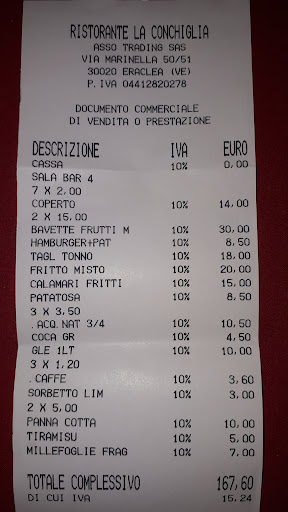 RISTORANTE LA CONCHIGLIA
ASSO TRADING SAS
VIA MARINELLA 50/51
30020 ERACLEA (VE)
P.IVA 04412820278
DOCUMENTO COMMERCIALE
DI VENDITA O PRESTAZIONE
DESCRIZIONE IVA EURO
CASSA 10% 0,00
SALA BAR 4
7 X 2,00
COPERTO 10% 14,00
2 X 15,00
BAVETTE FRUTTI M 10% 30,00
HAMBURGER+PAT 10% 8,50
TAGL TONNO 10% 18,00
FRITTO MISTO 10% 20,00
CALAMARI FRITTI 10% 15,00
PATATOSA 10% 8,50
3 X 3,50
.ACQ.NAT 3/4 10% 10,50
COCA GR 10% 4,50
GLE 1LT 10% 10,00
3 X 1,20
.CAFFE 10% 3,60
SORBETTO LIM 10% 3,00
2 X 5,00
PANNA COTTA 10% 10,00
TIRAMISU 10% 5,00
MILLEFOGLIE FRAG 10% 7,00
TOTALE COMPLESSIVO 167,60
DI CUI IVA 15,24